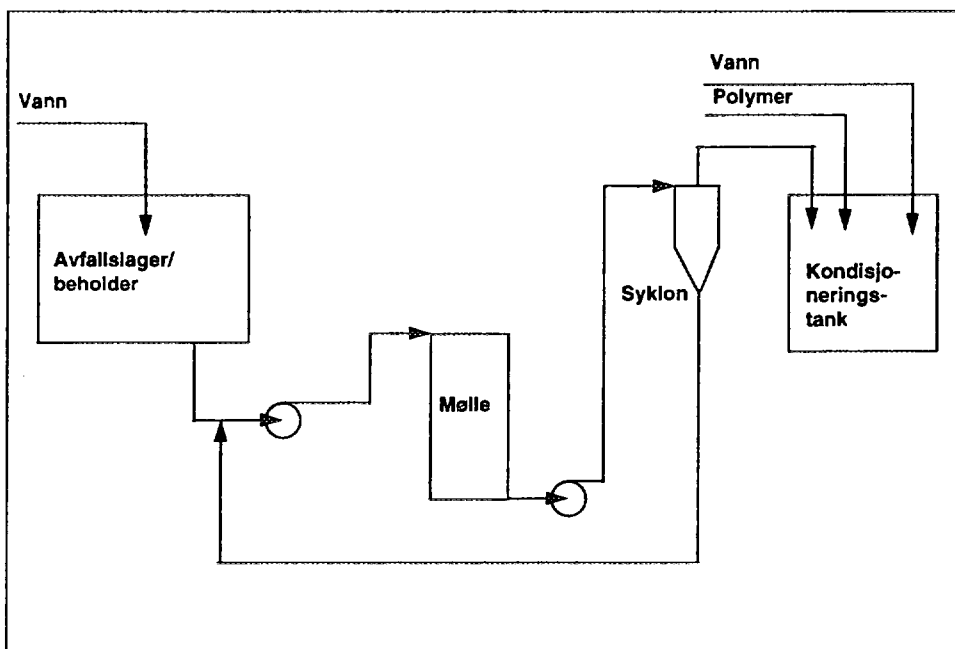 Vann
Vann
Polymer
Avfallslager/
beholder
Syklon
Kondisjo-
nerings-
tank
Mølle